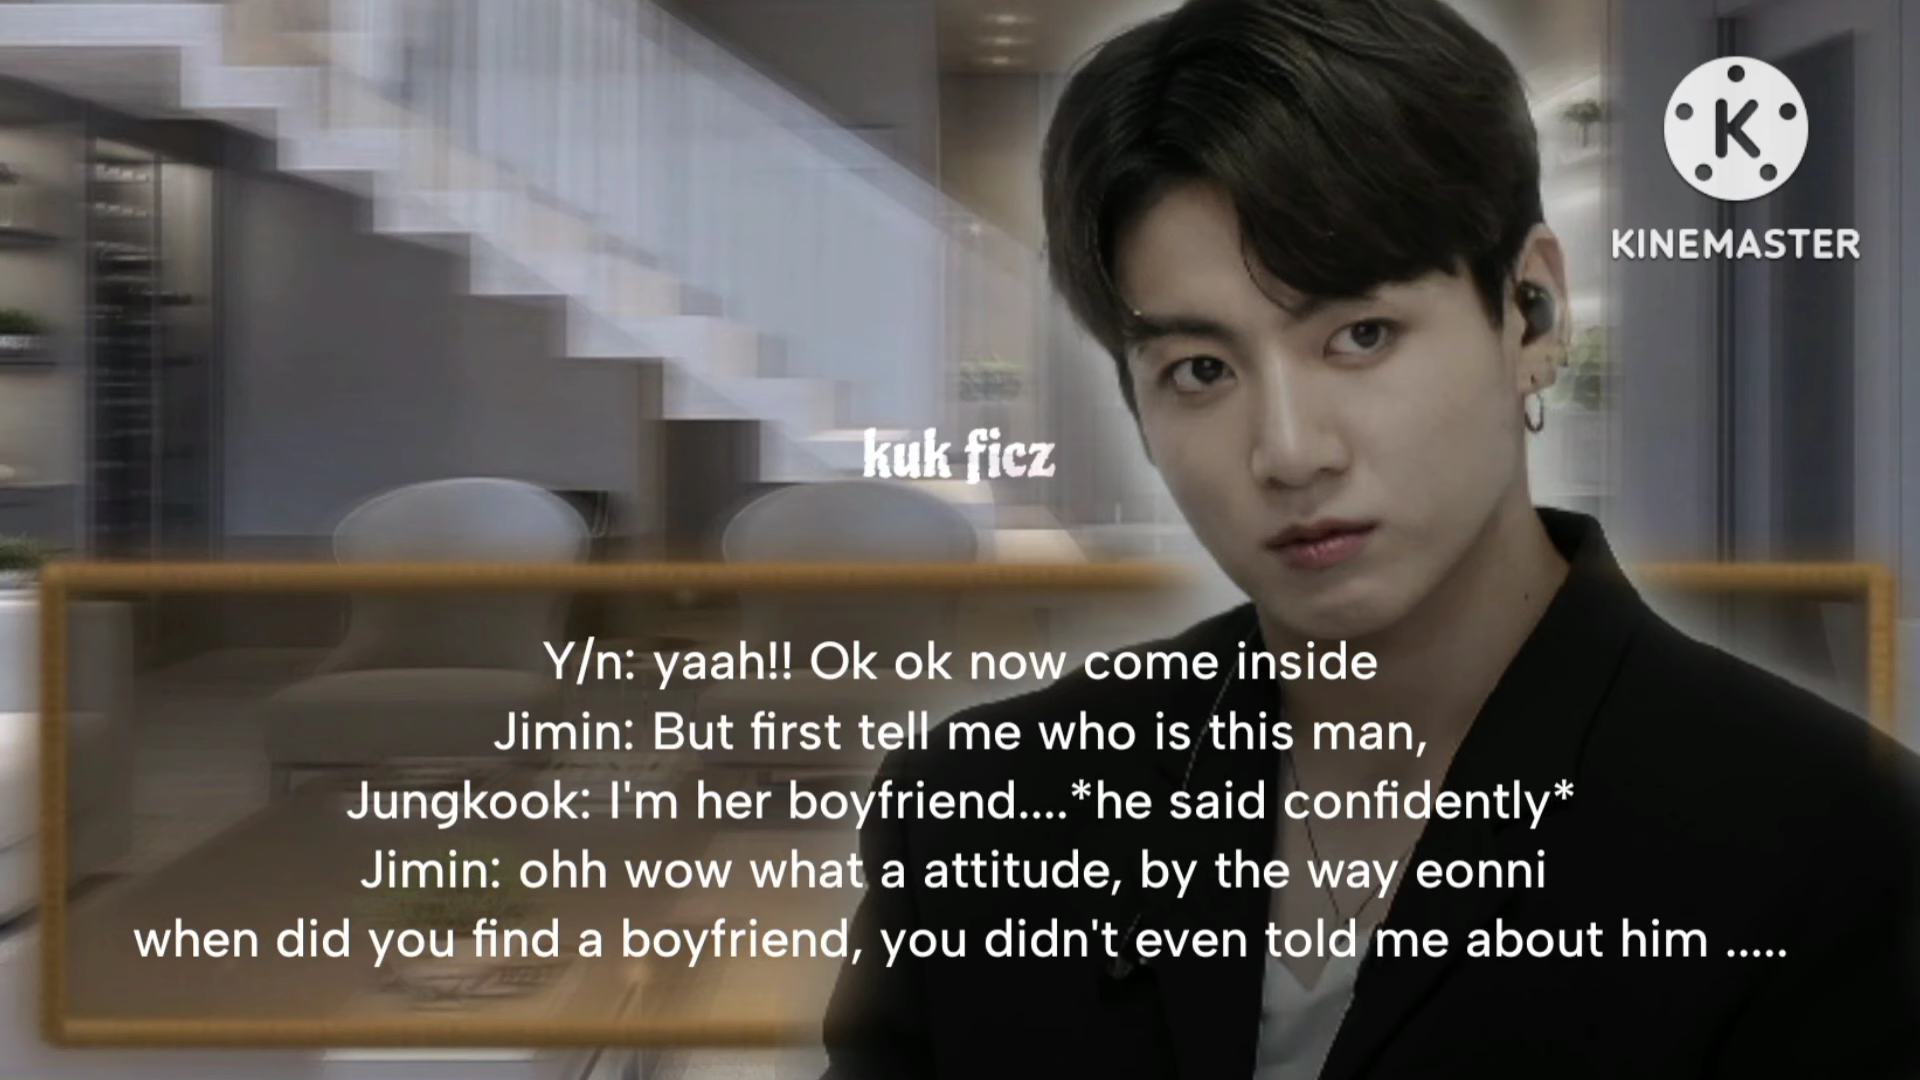 K
KINEMASTER
kuk ficz
Y/n: yaah!! Ok ok now come inside
Jimin: But first tell me who is this man,
Jungkook: I'm her boyfriend....*he said confidently*
Jimin: ohh wow what a attitude, by the way eonni
when did you find a boyfriend, you didn't even told me about him .....